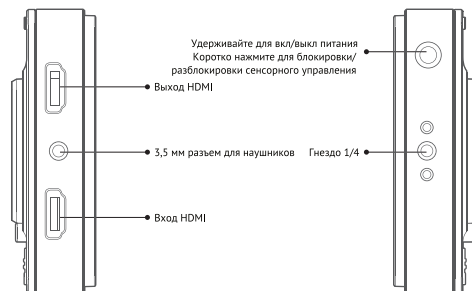 Удерживайте для вкл/выкл питания
Коротко нажмите для блокировки/
разблокировки сенсорного управления
Выход HDMI
3,5 мм разъем для наушников
Гнездо 1/4
Вход HDMI